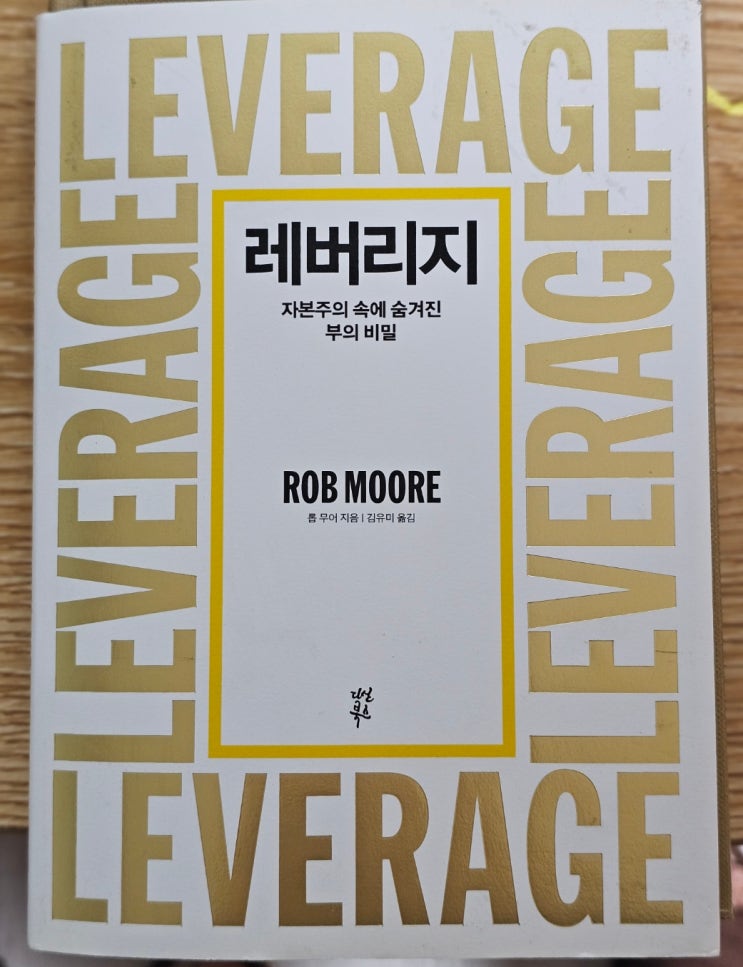 LEVERAGE
LEVERAGE
LEVERAGE
레버리지
자본주의 속에 숨겨진
부의 비밀
ROB MOORE
롭 무어 지음 | 김유미 옮김
다산
북스
LEVERAGE